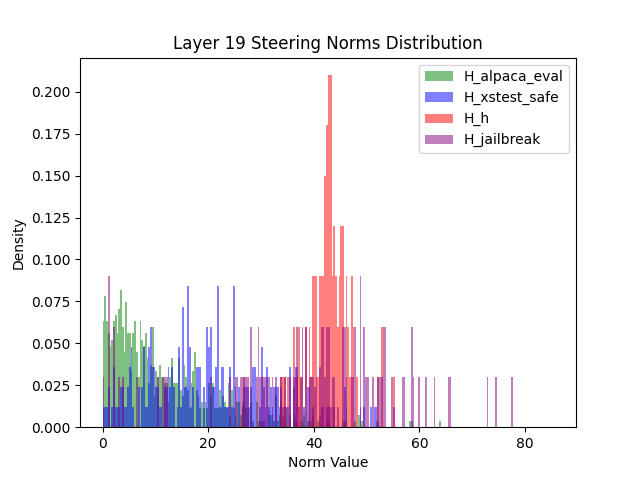 Layer 19 Steering Norms Distribution
H_alpaca_eval
H_xstest_safe
H_h
H_jailbreak
0.200
0.175
0.150
0.125
0.100
0.075
0.050
0.025
0.000
Density
0 20 40 60 80
Norm Value